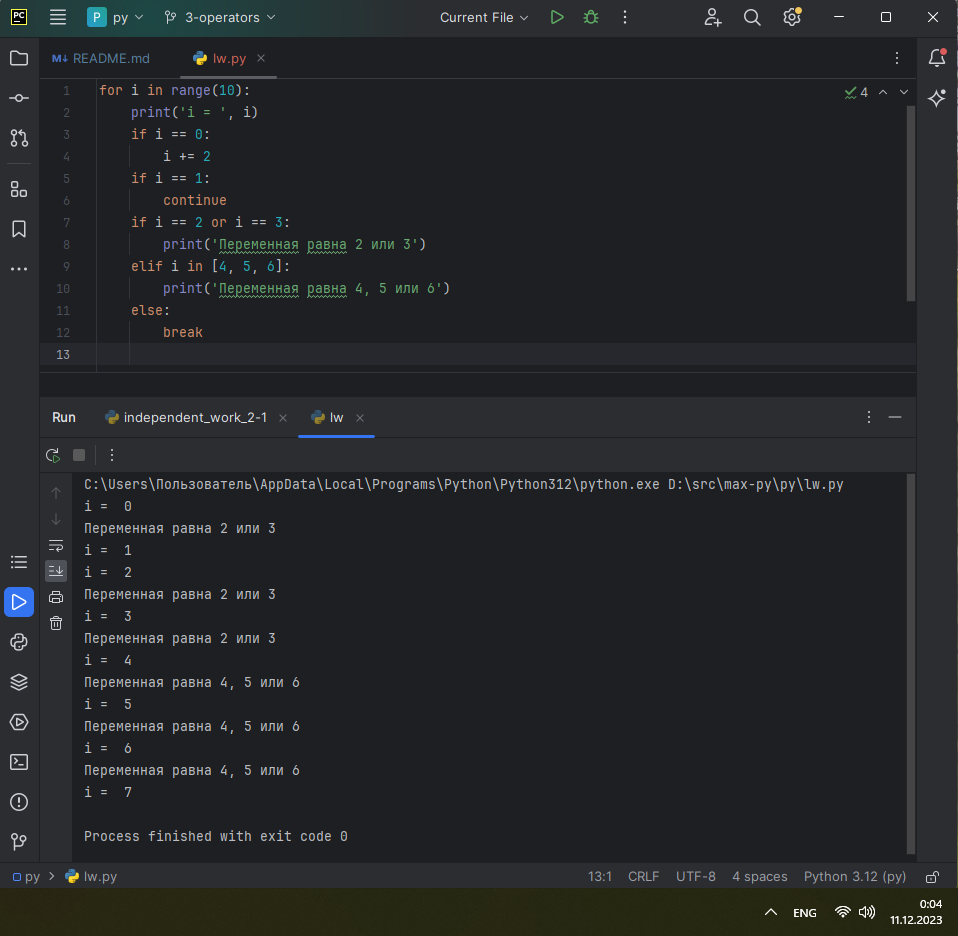 PC P py 3-operators Current File
M↓ README.md lw.py
1 for i in range(10): 4
2 print('i = ', i)
3 if i == 0:
4 i += 2
5 if i == 1:
6 continue
7 if i == 2 or i == 3:
8 print('Переменная равна 2 или 3')
9 elif i in [4, 5, 6]:
10 print('Переменная равна 4, 5 или 6')
11 else:
12 break
13
Run independent_work_2-1 lw
C:\Users\Пользователь\AppData\Local\Programs\Python\Python312\python.exe D:\src\max-py\py\lw.py
i =  0
Переменная равна 2 или 3
i =  1
i =  2
Переменная равна 2 или 3
i =  3
Переменная равна 2 или 3
i =  4
Переменная равна 4, 5 или 6
i =  5
Переменная равна 4, 5 или 6
i =  6
Переменная равна 4, 5 или 6
i =  7
Process finished with exit code 0
py > lw.py 13:1 CRLF UTF-8 4 spaces Python 3.12 (py)
ENG 0:04
11.12.2023